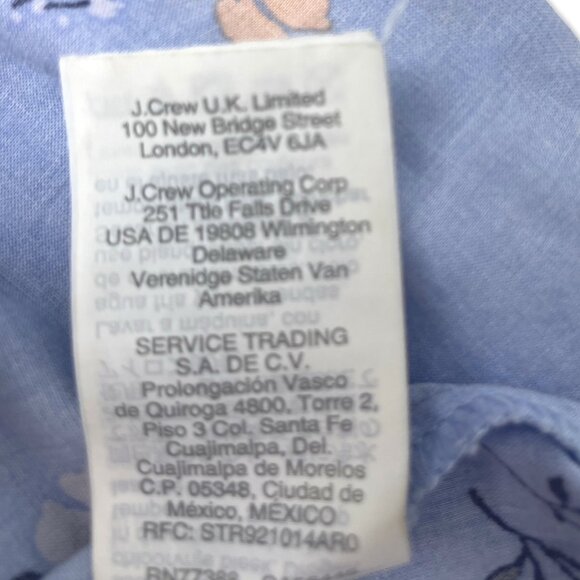 J.Crew U.K. Limited
100 New Bridge Street
London, EC4V 6JA
J.Crew Operating Corp
251 Ttle Falls Drive
USA DE 19808 Wilmington
Delaware
Verenidge Staten Van
Amerika
SERVICE TRADING
S.A. DE C.V.
Prolongación Vasco
de Quiroga 4800, Torre 2,
Piso 3 Col. Santa Fe
Cuajimalpa, Del.
Cuajimalpa de Morelos
C.P. 05348, Ciudad de
México, MÉXICO
RFC: STR921014AR0
RN77388